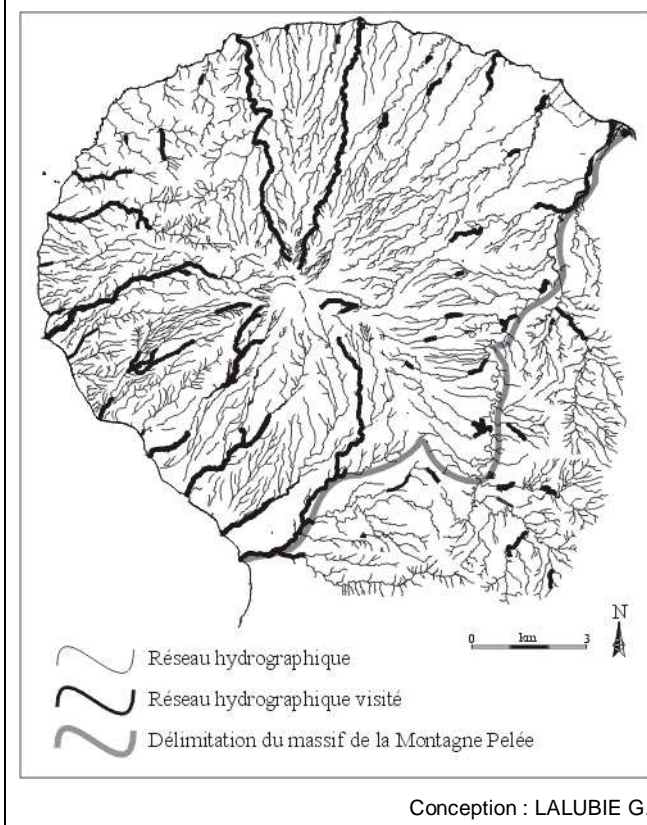 N
0 km 3
Réseau hydrographique
Réseau hydrographique visité
Délimitation du massif de la Montagne Pelée
Conception : LALUBIE G.